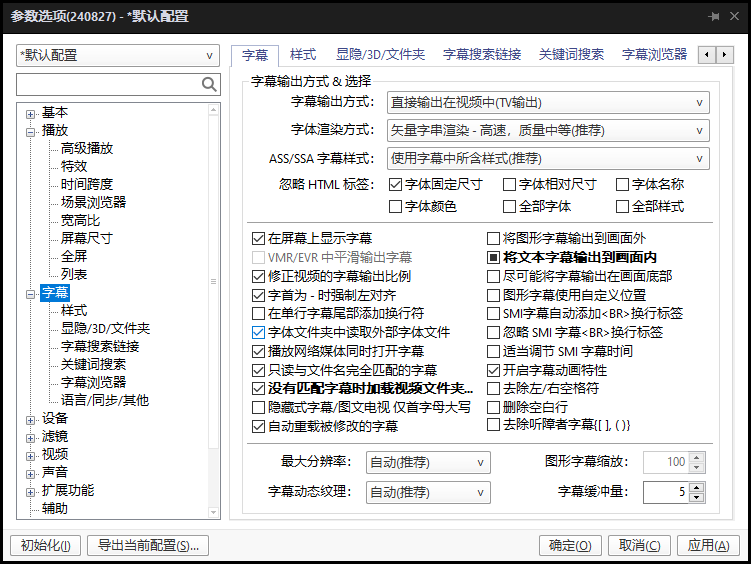 参数选项(240827) - *默认配置
*默认配置
基本
播放
高级播放
特效
时间跨度
场景浏览器
宽高比
屏幕尺寸
全屏
列表
字幕
样式
显隐/3D/文件夹
字幕搜索链接
关键词搜索
字幕浏览器
语言/同步/其他
设备
滤镜
视频
声音
扩展功能
辅助
字幕 样式 显隐/3D/文件夹 字幕搜索链接 关键词搜索 字幕浏览器
字幕输出方式 & 选择
字幕输出方式: 直接输出在视频中(TV输出)
字体渲染方式: 矢量字串渲染 - 高速，质量中等(推荐)
ASS/SSA 字幕样式: 使用字幕中所含样式(推荐)
忽略 HTML 标签: 字体固定尺寸 字体相对尺寸 字体名称
字体颜色 全部字体 全部样式
在屏幕上显示字幕 将图形字幕输出到画面外
VMR/EVR 中平滑输出字幕 将文本字幕输出到画面内
修正视频的字幕输出比例 尽可能将字幕输出在画面底部
字首为 - 时强制左对齐 图形字幕使用自定义位置
在单行字幕尾部添加换行符 SMI字幕自动添加<BR>换行标签
字体文件夹中读取外部字体文件 忽略 SMI 字幕<BR>换行标签
播放网络媒体同时打开字幕 适当调节 SMI 字幕时间
只读与文件名完全匹配的字幕 开启字幕动画特性
没有匹配字幕时加载视频文件夹... 去除左/右空格符
隐藏式字幕/图文电视 仅首字母大写 删除空白行
自动重载被修改的字幕 去除听障者字幕{[ ], ( )}
最大分辨率: 自动(推荐) 图形字幕缩放: 100
字幕动态纹理: 自动(推荐) 字幕缓冲量: 5
初始化(I) 导出当前配置(S)... 确定(O) 取消(C) 应用(A)